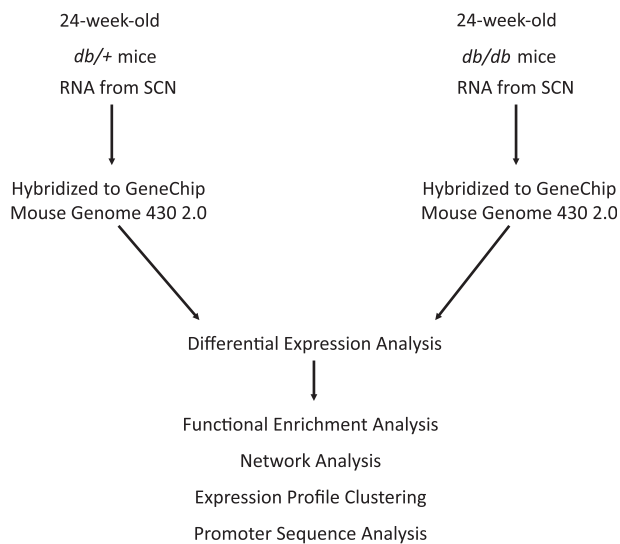 24-week-old
db/+ mice
RNA from SCN
24-week-old
db/db mice
RNA from SCN
Hybridized to GeneChip
Mouse Genome 430 2.0
Hybridized to GeneChip
Mouse Genome 430 2.0
Differential Expression Analysis
Functional Enrichment Analysis
Network Analysis
Expression Profile Clustering
Promoter Sequence Analysis